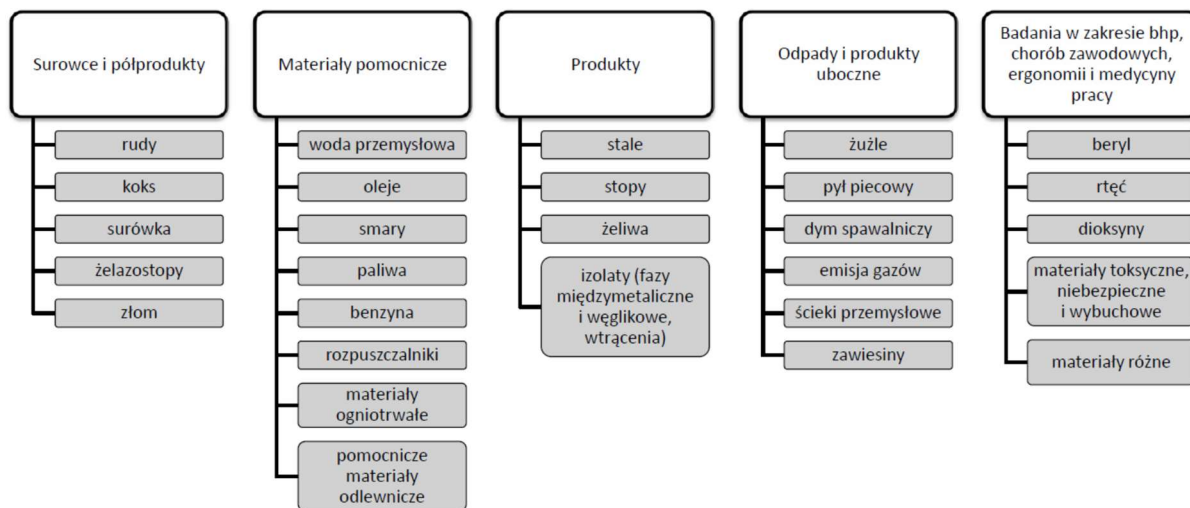 Surowce i półprodukty
rudy
koks
surówka
żelazostopy
złom
Materiały pomocnicze
woda przemysłowa
oleje
smary
paliwa
benzyna
rozpuszczalniki
materiały
ogniotrwałe
pomocnicze
materiały
odlewnicze
Produkty
stale
stopy
żeliwa
izolaty (fazy
międzymetaliczne
i węglikowe,
wtrącenia)
Odpady i produkty
uboczne
żużle
pył piecowy
dym spawalniczy
emisja gazów
ścieki przemysłowe
zawiesiny
Badania w zakresie bhp,
chorób zawodowych,
ergonomii i medycyny
pracy
beryl
rtęć
dioksyny
materiały toksyczne,
niebezpieczne
i wybuchowe
materiały różne